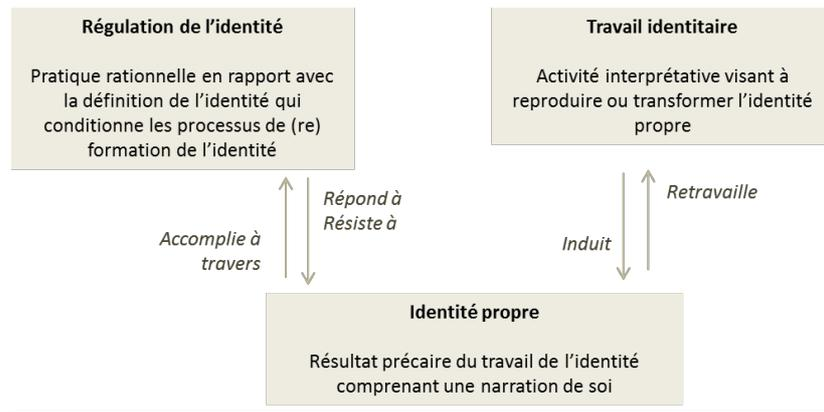 Régulation de l'identité
Pratique rationnelle en rapport avec
la définition de l'identité qui
conditionne les processus de (re)
formation de l'identité
Travail identitaire
Activité interprétative visant à
reproduire ou transformer l'identité
propre
Accomplie à
travers
Répond à
Résiste à
Induit
Retravaille
Identité propre
Résultat précaire du travail de l'identité
comprenant une narration de soi